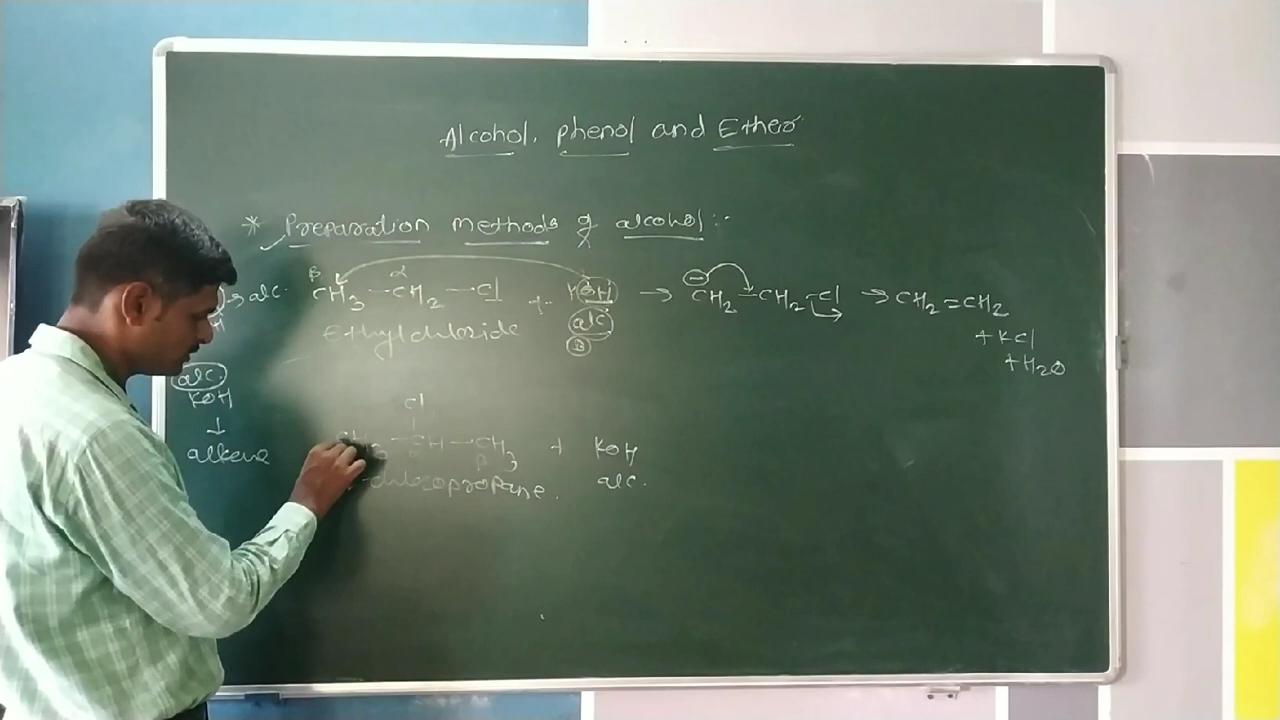 Alcohol, phenol and Ether
* Preparation methods of alcohol:-
β α
alc. CH3 - CH2 - Cl + KOH → CH2 - CH2 - Cl → CH2 = CH2
Ethylchloride alc. + KCl
B + H2O
alc.
KOH
↓
alkene
Cl
CH - CH3 + KOH
α β
chloropropane. alc.